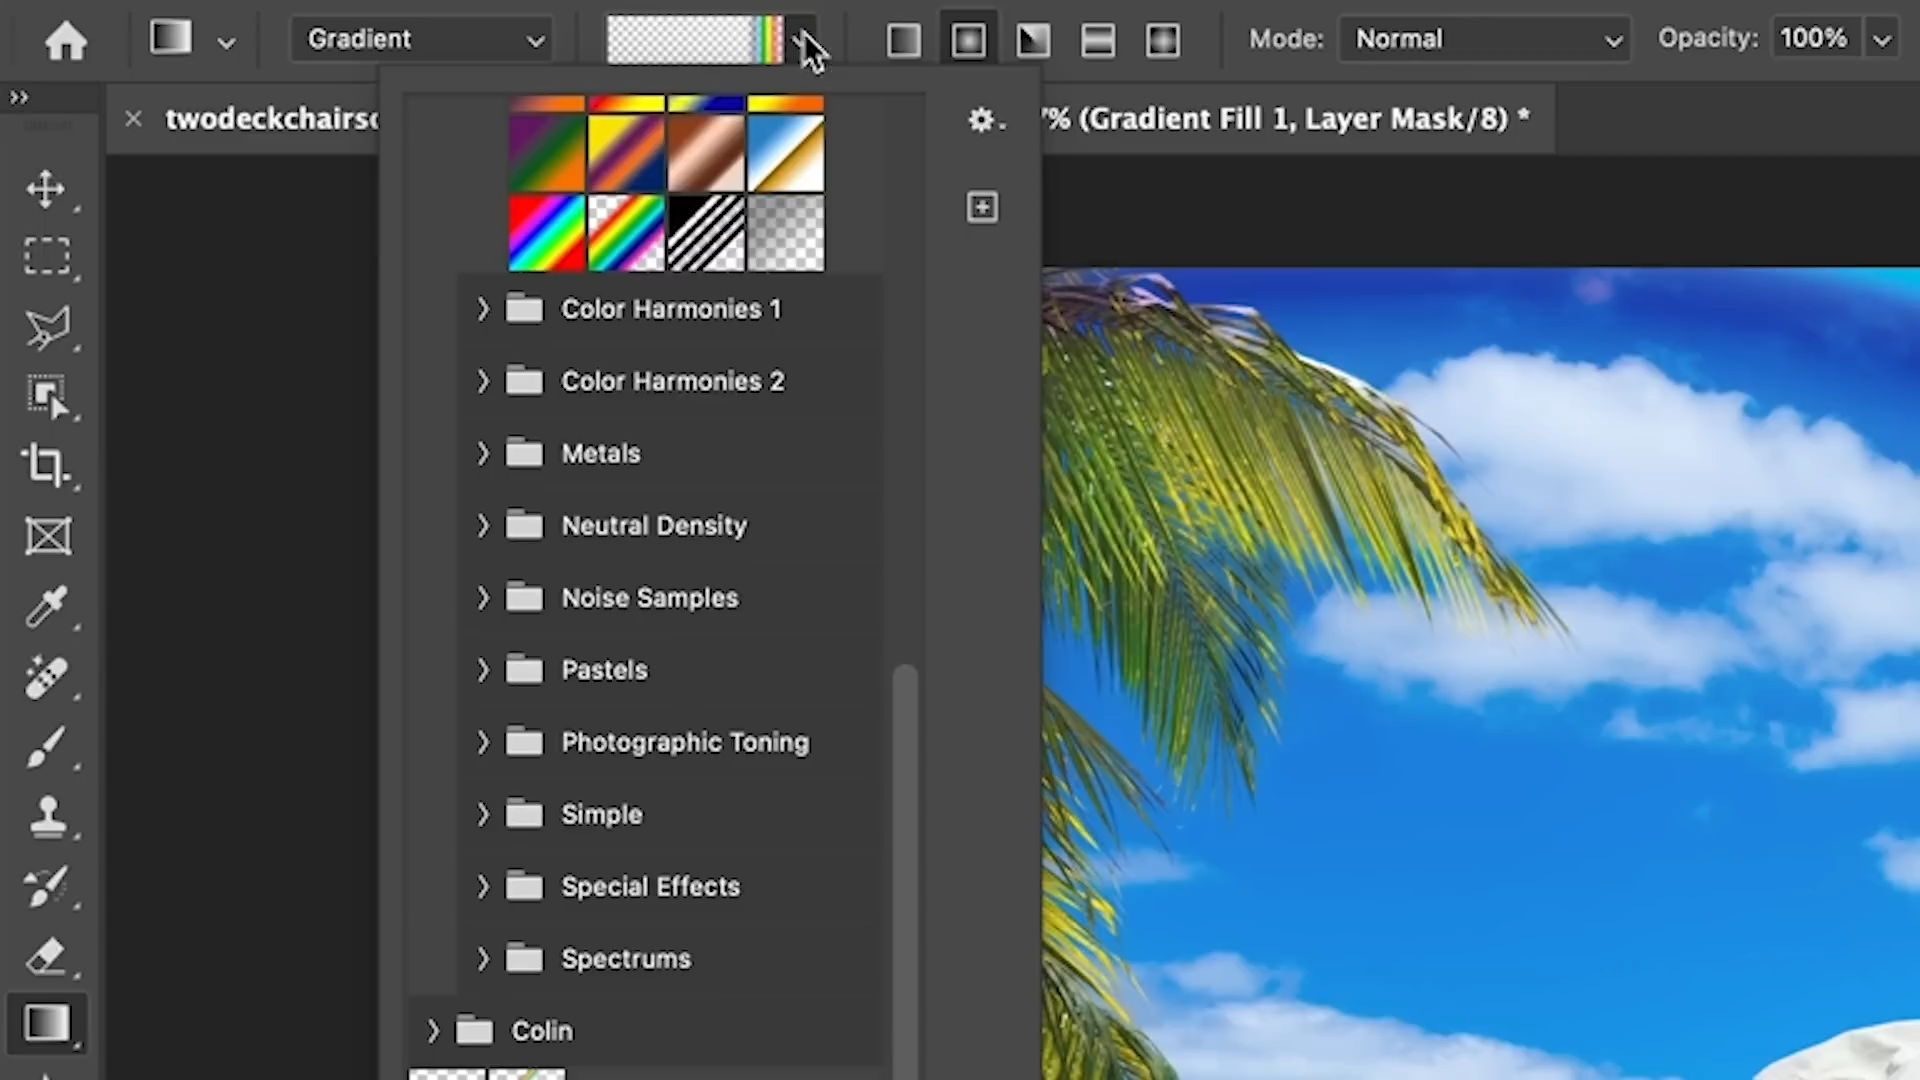 Gradient
Mode: Normal
Opacity: 100%
twodeckchairs
% (Gradient Fill 1, Layer Mask/8) *
Color Harmonies 1
Color Harmonies 2
Metals
Neutral Density
Noise Samples
Pastels
Photographic Toning
Simple
Special Effects
Spectrums
Colin